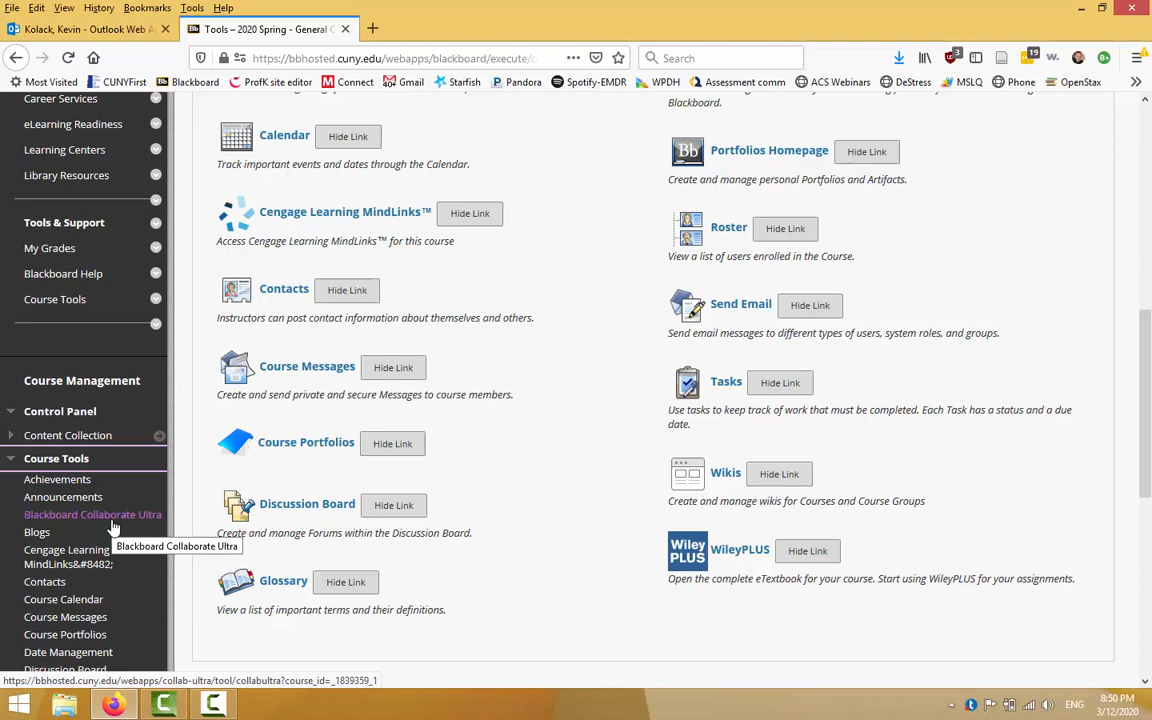 File Edit View History Bookmarks Tools Help
Kolack, Kevin - Outlook Web A
Tools – 2020 Spring - General C
https://bbhosted.cuny.edu/webapps/blackboard/execute/
Search
3
19
Most Visited CUNYFirst Blackboard ProfK site editor Connect Gmail Starfish Pandora Spotify-EMDR WPDH Assessment comm ACS Webinars DeStress MSLQ Phone OpenStax
Career Services
eLearning Readiness
Learning Centers
Library Resources
Tools & Support
My Grades
Blackboard Help
Course Tools
Course Management
Control Panel
Content Collection
Course Tools
Achievements
Announcements
Blackboard Collaborate Ultra
Blackboard Collaborate Ultra
Blogs
Cengage Learning
MindLinks&#8482;
Contacts
Course Calendar
Course Messages
Course Portfolios
Date Management
Discussion Board
Calendar Hide Link
Track important events and dates through the Calendar.
Cengage Learning MindLinks™ Hide Link
Access Cengage Learning MindLinks™ for this course
Contacts Hide Link
Instructors can post contact information about themselves and others.
Course Messages Hide Link
Create and send private and secure Messages to course members.
Course Portfolios Hide Link
Discussion Board Hide Link
Create and manage Forums within the Discussion Board.
Glossary Hide Link
View a list of important terms and their definitions.
Blackboard.
Bb
Portfolios Homepage Hide Link
Create and manage personal Portfolios and Artifacts.
Roster Hide Link
View a list of users enrolled in the Course.
Send Email Hide Link
Send email messages to different types of users, system roles, and groups.
Tasks Hide Link
Use tasks to keep track of work that must be completed. Each Task has a status and a due
date.
Wikis Hide Link
Create and manage wikis for Courses and Course Groups
Wiley
PLUS
WileyPLUS Hide Link
Open the complete eTextbook for your course. Start using WileyPLUS for your assignments.
https://bbhosted.cuny.edu/webapps/collab-ultra/tool/collabultra?course_id=_1839359_1
ENG
8:50 PM
3/12/2020